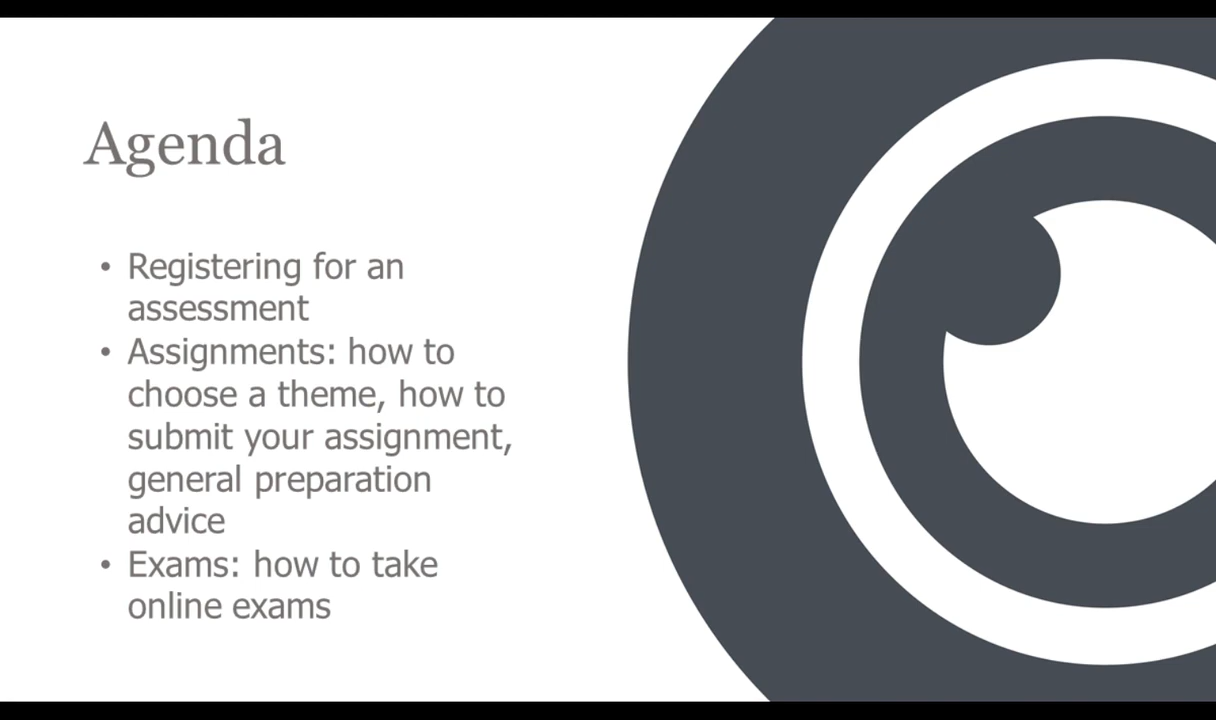 Agenda
• Registering for an
assessment
• Assignments: how to
choose a theme, how to
submit your assignment,
general preparation
advice
• Exams: how to take
online exams